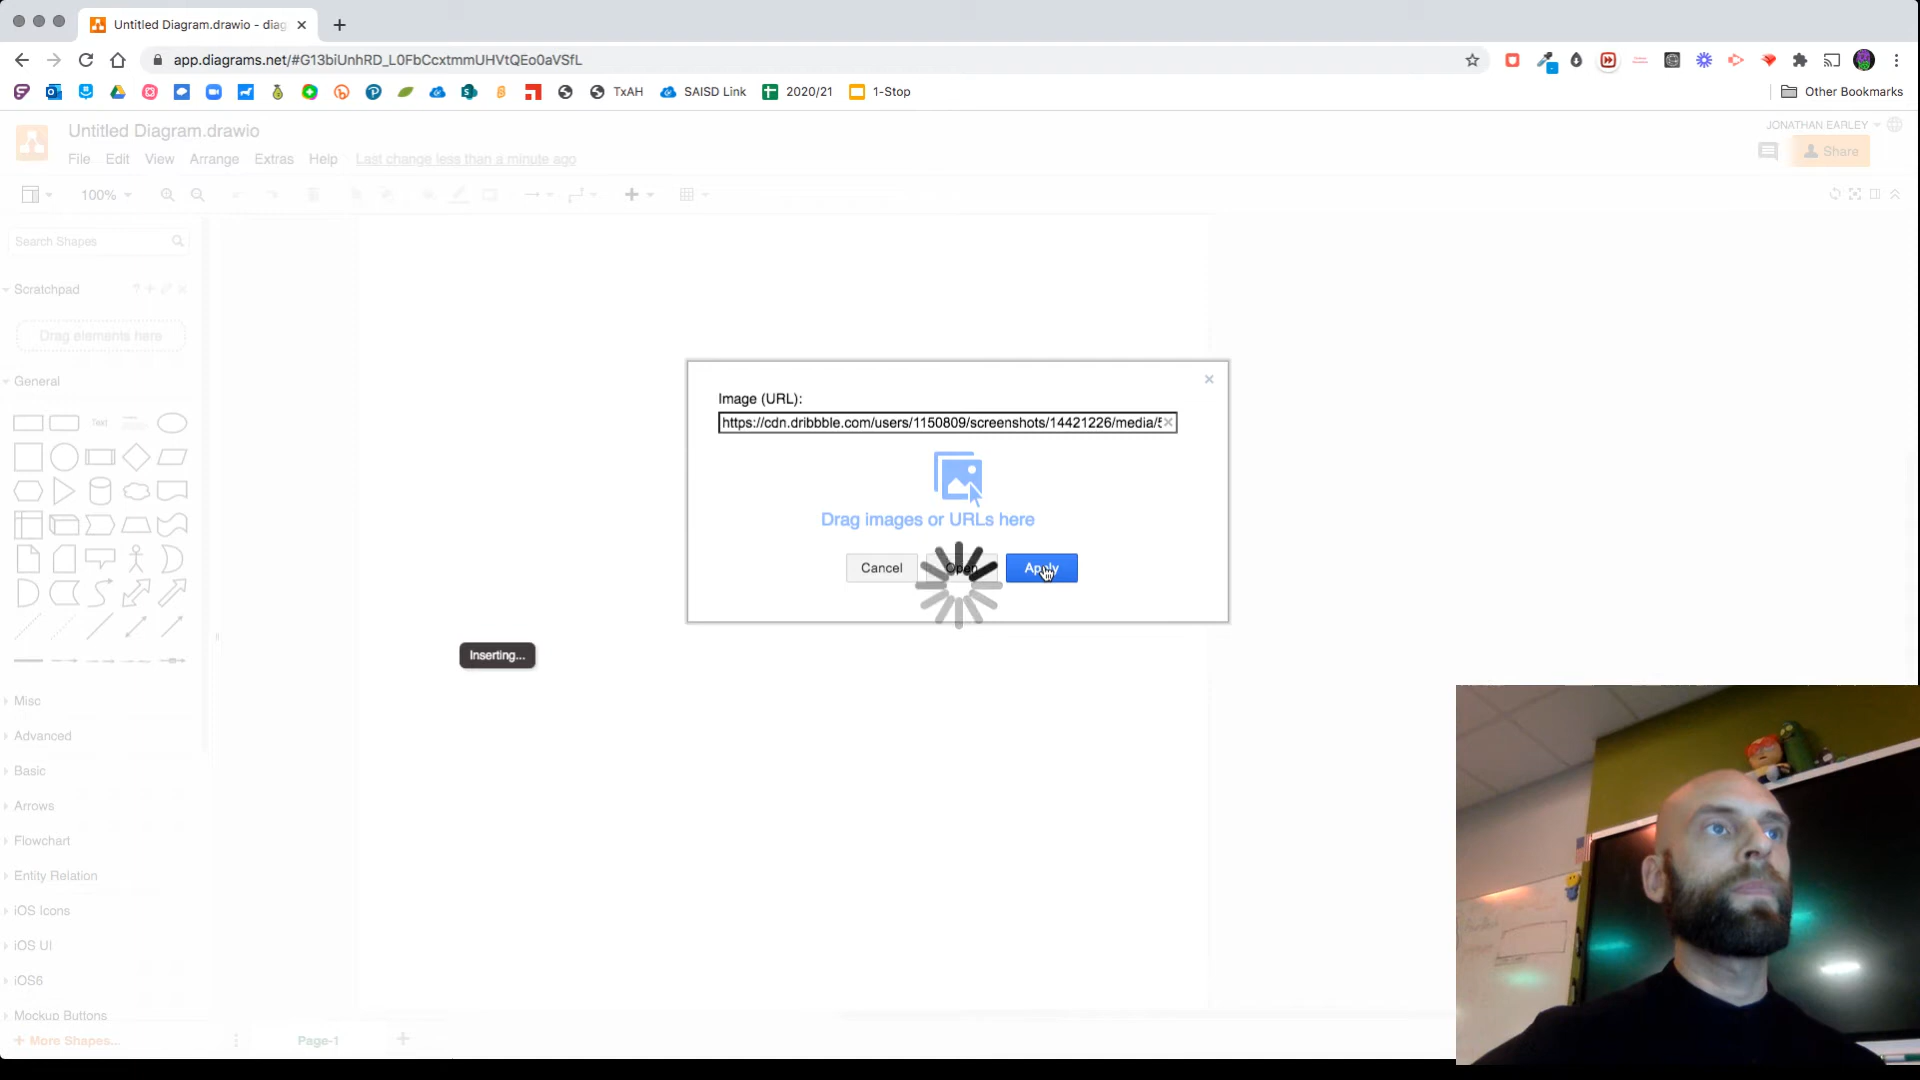 Untitled Diagram.drawio - diag
app.diagrams.net/#G13biUnhRD_L0FbCcxtmmUHVtQEo0aVSfL
TxAH
SAISD Link
2020/21
1-Stop
Other Bookmarks
Untitled Diagram.drawio
JONATHAN EARLEY
File
Edit
View
Arrange
Extras
Help
Last change less than a minute ago
Share
100%
Search Shapes
Scratchpad
Drag elements here
General
Text
Image (URL):
https://cdn.dribbble.com/users/1150809/screenshots/14421226/media/5
Drag images or URLs here
Cancel
Open
Apply
Inserting...
Misc
Advanced
Basic
Arrows
Flowchart
Entity Relation
iOS Icons
iOS UI
iOS6
Mockup Buttons
+ More Shapes...
Page-1